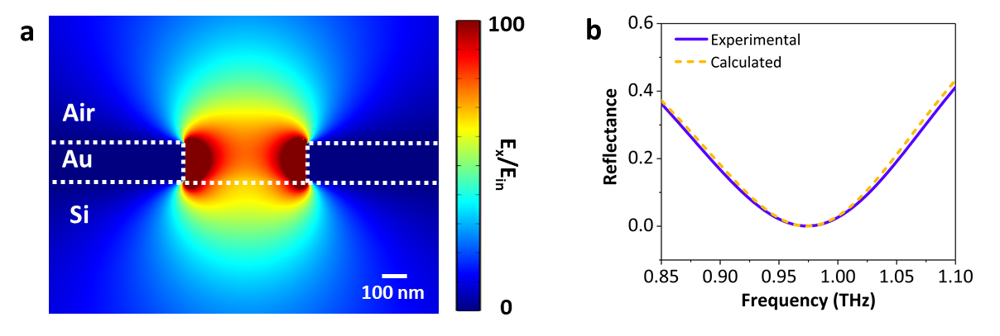 a
Air
Au
Si
100 nm
100
0
Ex/Ein
b
0.6
0.4
0.2
0.0
Reflectance
Experimental
Calculated
0.85 0.90 0.95 1.00 1.05 1.10
Frequency (THz)